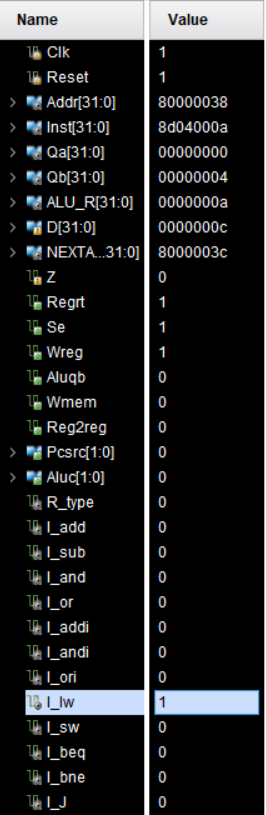 Name Value
Clk 1
Reset 1
Addr[31:0] 80000038
Inst[31:0] 8d04000a
Qa[31:0] 00000000
Qb[31:0] 00000004
ALU_R[31:0] 0000000a
D[31:0] 0000000c
NEXTA...31:0] 8000003c
Z 0
Regrt 1
Se 1
Wreg 1
Aluqb 0
Wmem 0
Reg2reg 0
Pcsrc[1:0] 0
Aluc[1:0] 0
R_type 0
I_add 0
I_sub 0
I_and 0
I_or 0
I_addi 0
I_andi 0
I_ori 0
I_lw 1
I_sw 0
I_beq 0
I_bne 0
I_J 0